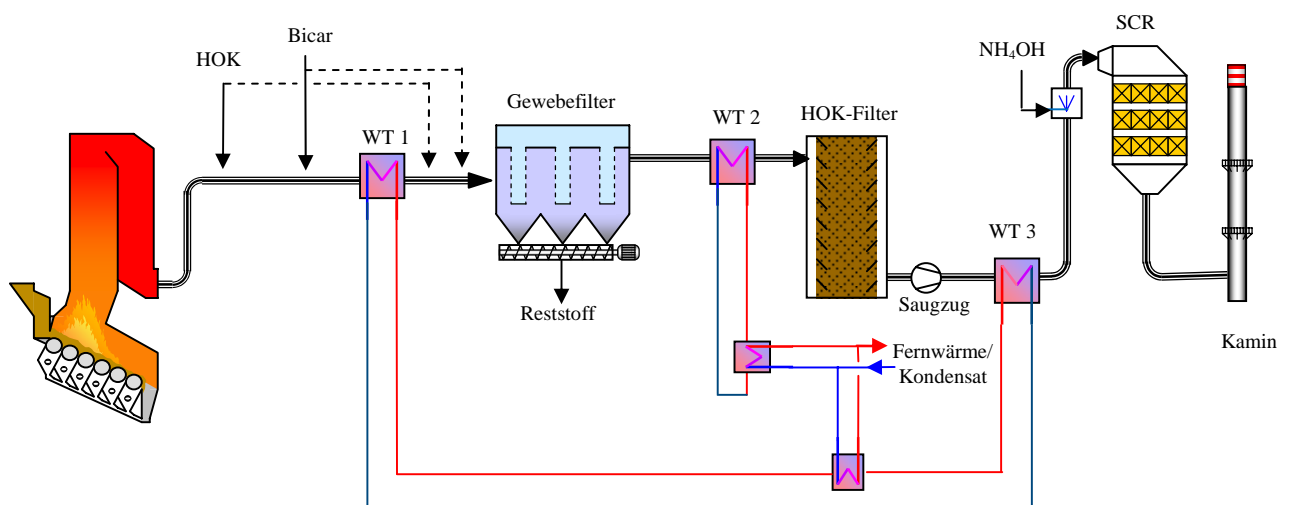 SCR
Bicar
HOK
NH₄OH
Gewebefilter
WT 2
HOK-Filter
WT 1
WT 3
Saugzug
Reststoff
Kamin
Fernwärme/
Kondensat